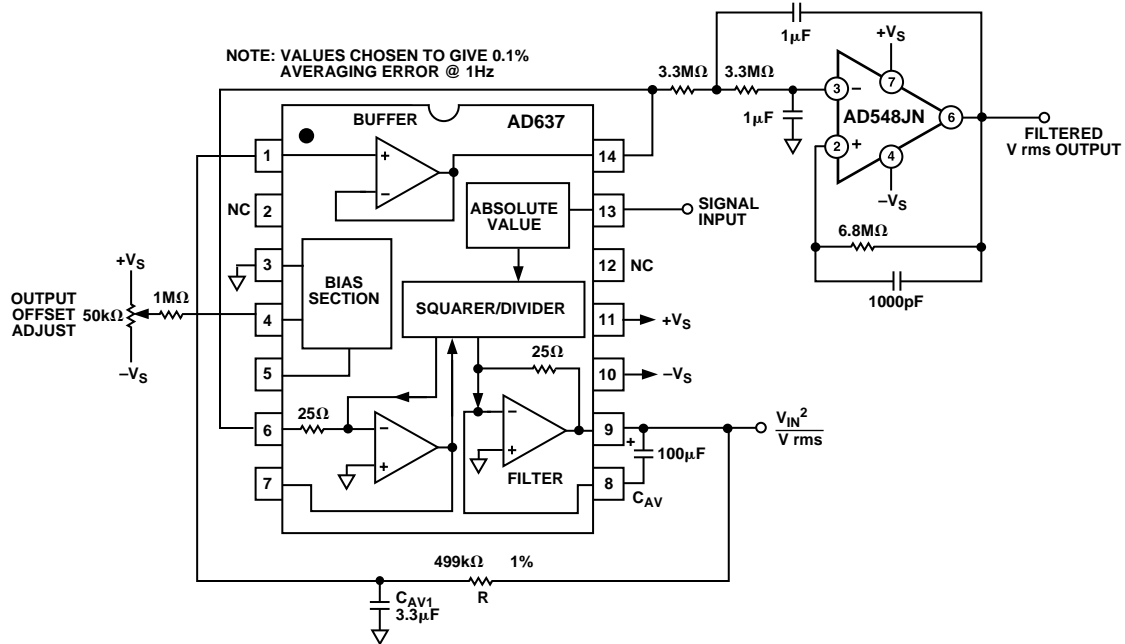 NOTE: VALUES CHOSEN TO GIVE 0.1%
AVERAGING ERROR @ 1Hz
1µF
+VS
3.3MΩ
3.3MΩ
1µF
3
–
7
AD548JN
6
2
+
4
–VS
FILTERED
V rms OUTPUT
6.8MΩ
1000pF
BUFFER
AD637
1
+
–
14
NC
2
ABSOLUTE
VALUE
13
SIGNAL
INPUT
3
BIAS
SECTION
12
NC
+VS
OUTPUT
OFFSET
ADJUST
50kΩ
1MΩ
4
SQUARER/DIVIDER
11
+VS
–VS
5
25Ω
10
–VS
6
25Ω
–
+
–
+
FILTER
9
+
100µF
VIN2
V rms
7
8
CAV
499kΩ 1%
R
CAV1
3.3µF